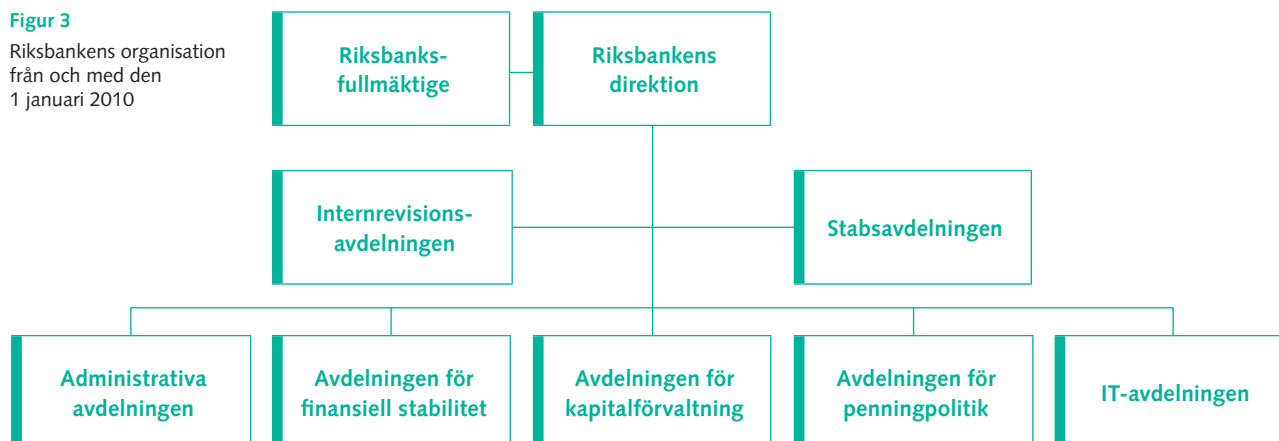 Figur 3
Riksbankens organisation
från och med den
1 januari 2010
Riksbanks-
fullmäktige
Riksbankens
direktion
Internrevisions-
avdelningen
Stabsavdelningen
Administrativa
avdelningen
Avdelningen för
finansiell stabilitet
Avdelningen för
kapitalförvaltning
Avdelningen för
penningpolitik
IT-avdelningen